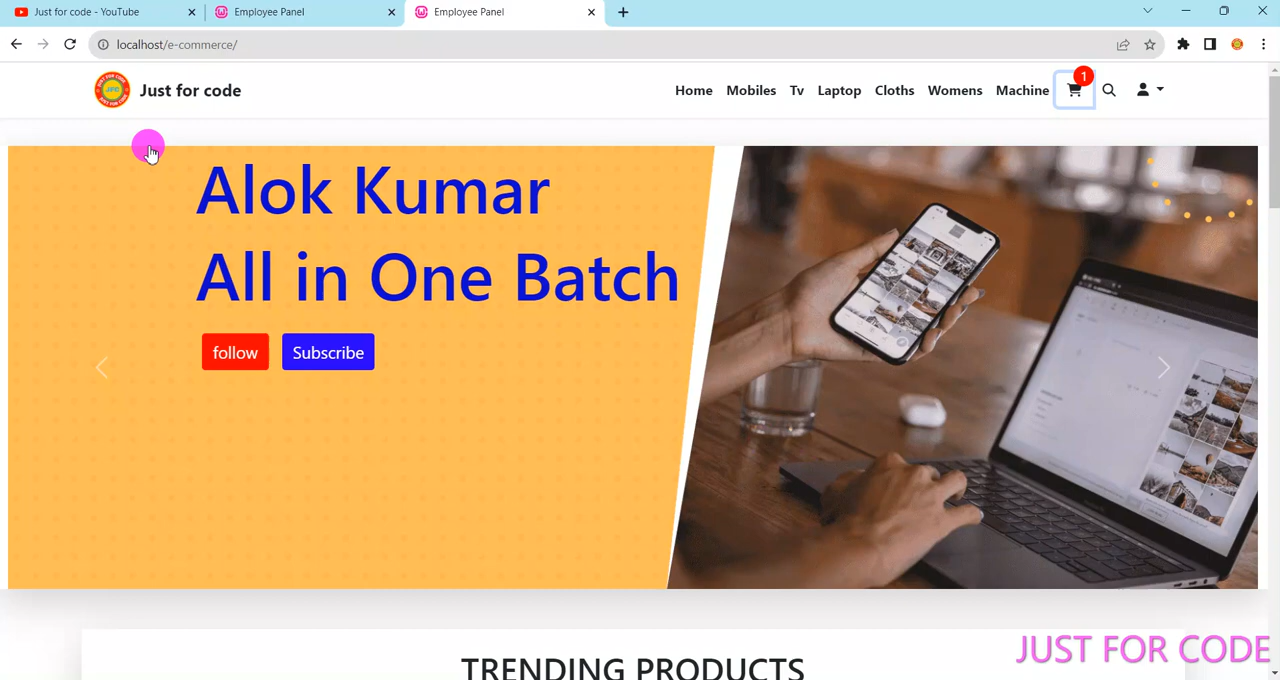 Just for code - YouTube
Employee Panel
Employee Panel
localhost/e-commerce/
Just for code
Home Mobiles Tv Laptop Cloths Womens Machine 1
Alok Kumar
All in One Batch
follow Subscribe
TRENDING PRODUCTS
JUST FOR CODE